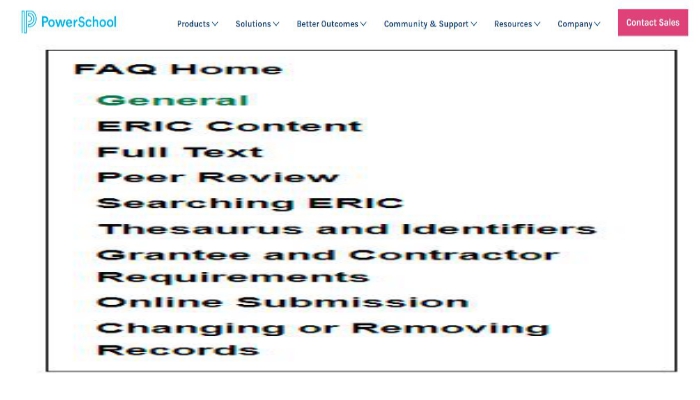 PowerSchool Products Solutions Better Outcomes Community & Support Resources Company Contact Sales
FAQ Home
General
ERIC Content
Full Text
Peer Review
Searching ERIC
Thesaurus and Identifiers
Grantee and Contractor
Requirements
Online Submission
Changing or Removing
Records